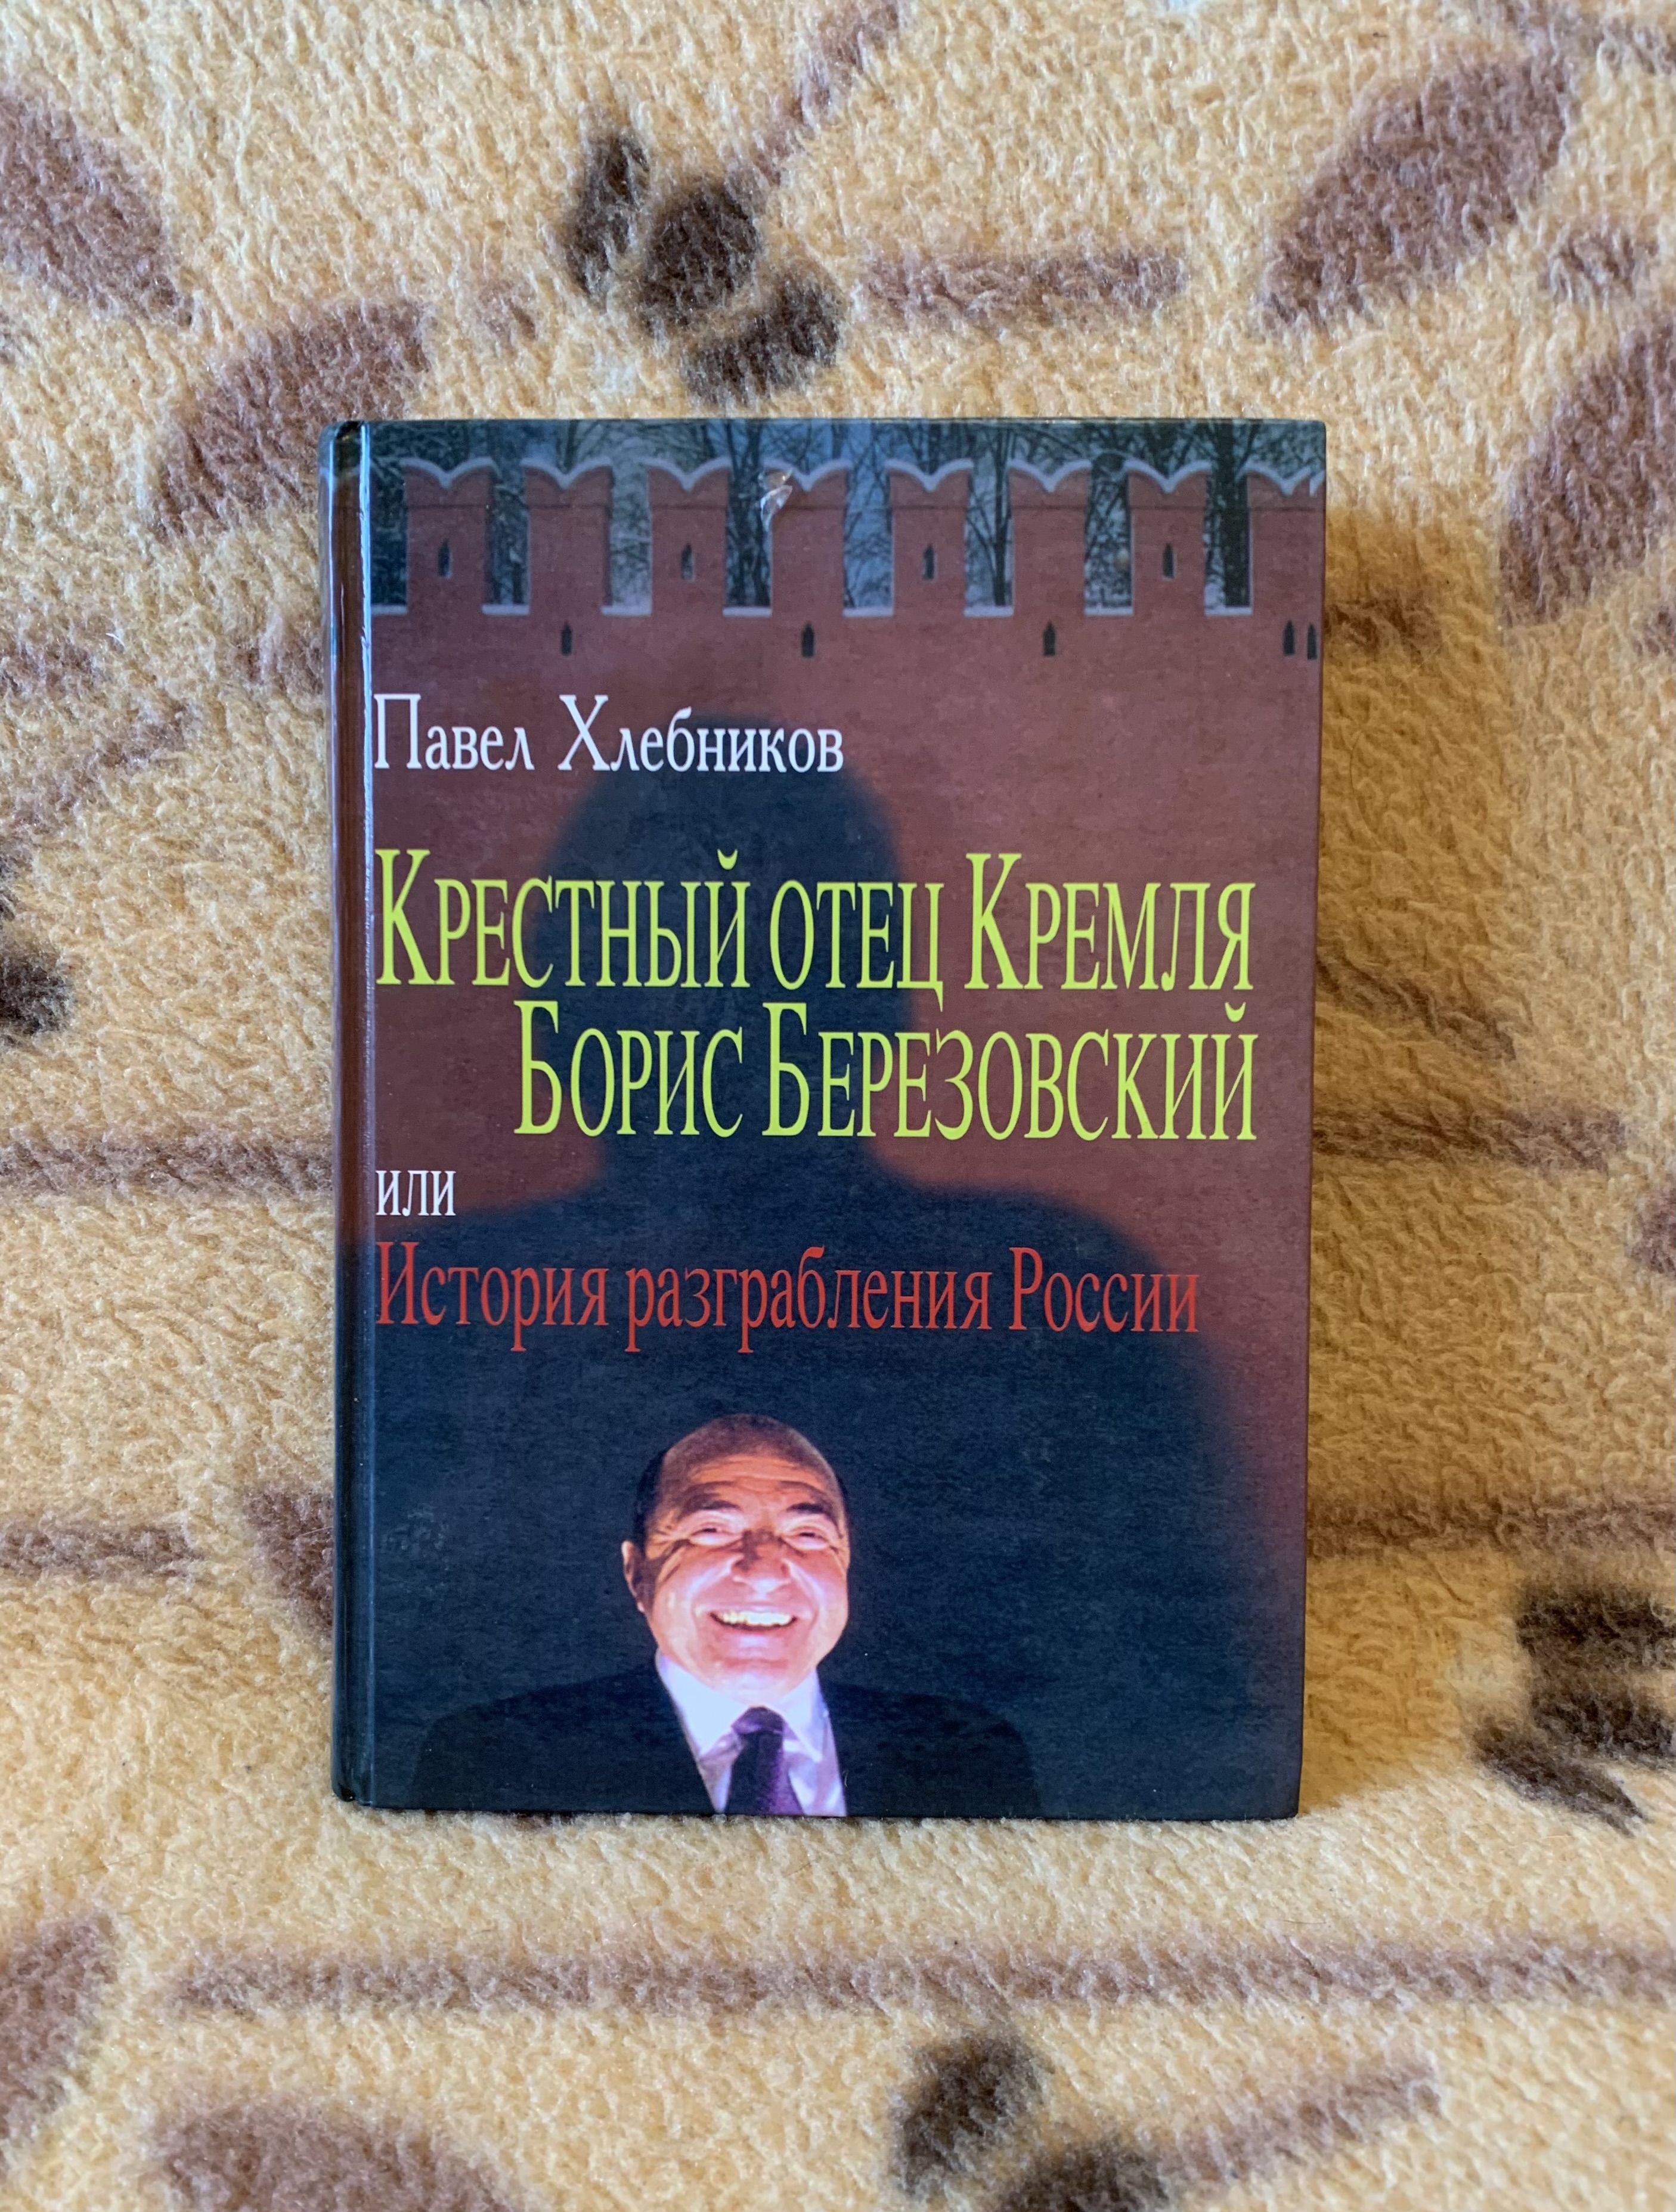 Павел Хлебников
Крестный отец Кремля
Борис Березовский
или
История разграбления России